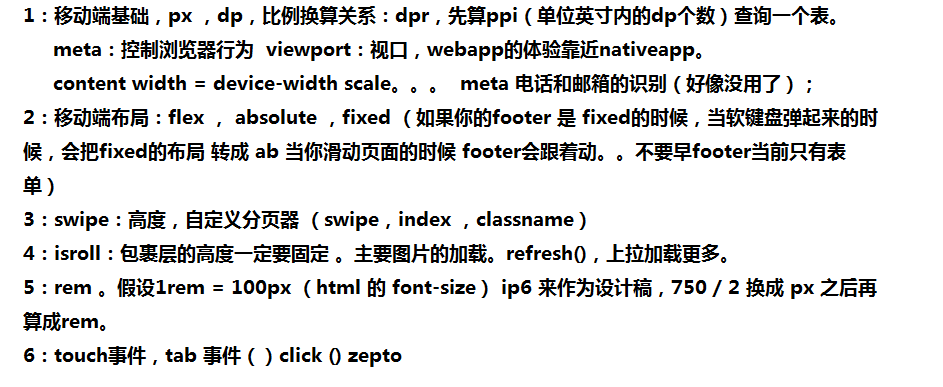 1：移动端基础，px ，dp，比例换算关系：dpr，先算ppi（单位英寸内的dp个数）查询一个表。
meta：控制浏览器行为 viewport：视口，webapp的体验靠近nativeapp。
content width = device-width scale。。。 meta 电话和邮箱的识别（好像没用了）；
2：移动端布局：flex ， absolute ，fixed （如果你的footer 是 fixed的时候，当软键盘弹起来的时
候，会把fixed的布局 转成 ab 当你滑动页面的时候 footer会跟着动。。不要早footer当前只有表
单）
3：swipe：高度，自定义分页器 （swipe，index ，classname）
4：isroll：包裹层的高度一定要固定 。主要图片的加载。refresh()，上拉加载更多。
5：rem 。假设1rem = 100px （html 的 font-size） ip6 来作为设计稿，750 / 2 换成 px 之后再
算成rem。
6：touch事件，tab 事件（ ）click () zepto